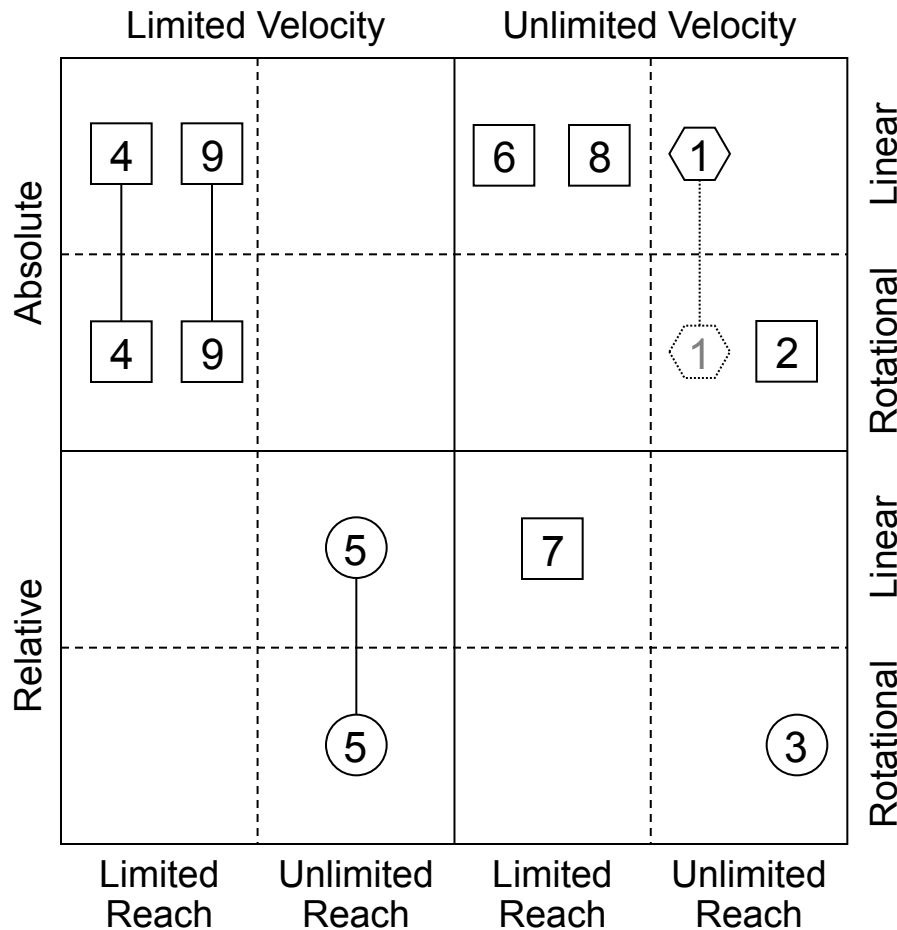 Limited Velocity Unlimited Velocity
4 9 6 8 1
Linear
Absolute
4 9 1 2
Rotational
5 7
Linear
Relative
5 3
Rotational
Limited Unlimited Limited Unlimited
Reach Reach Reach Reach